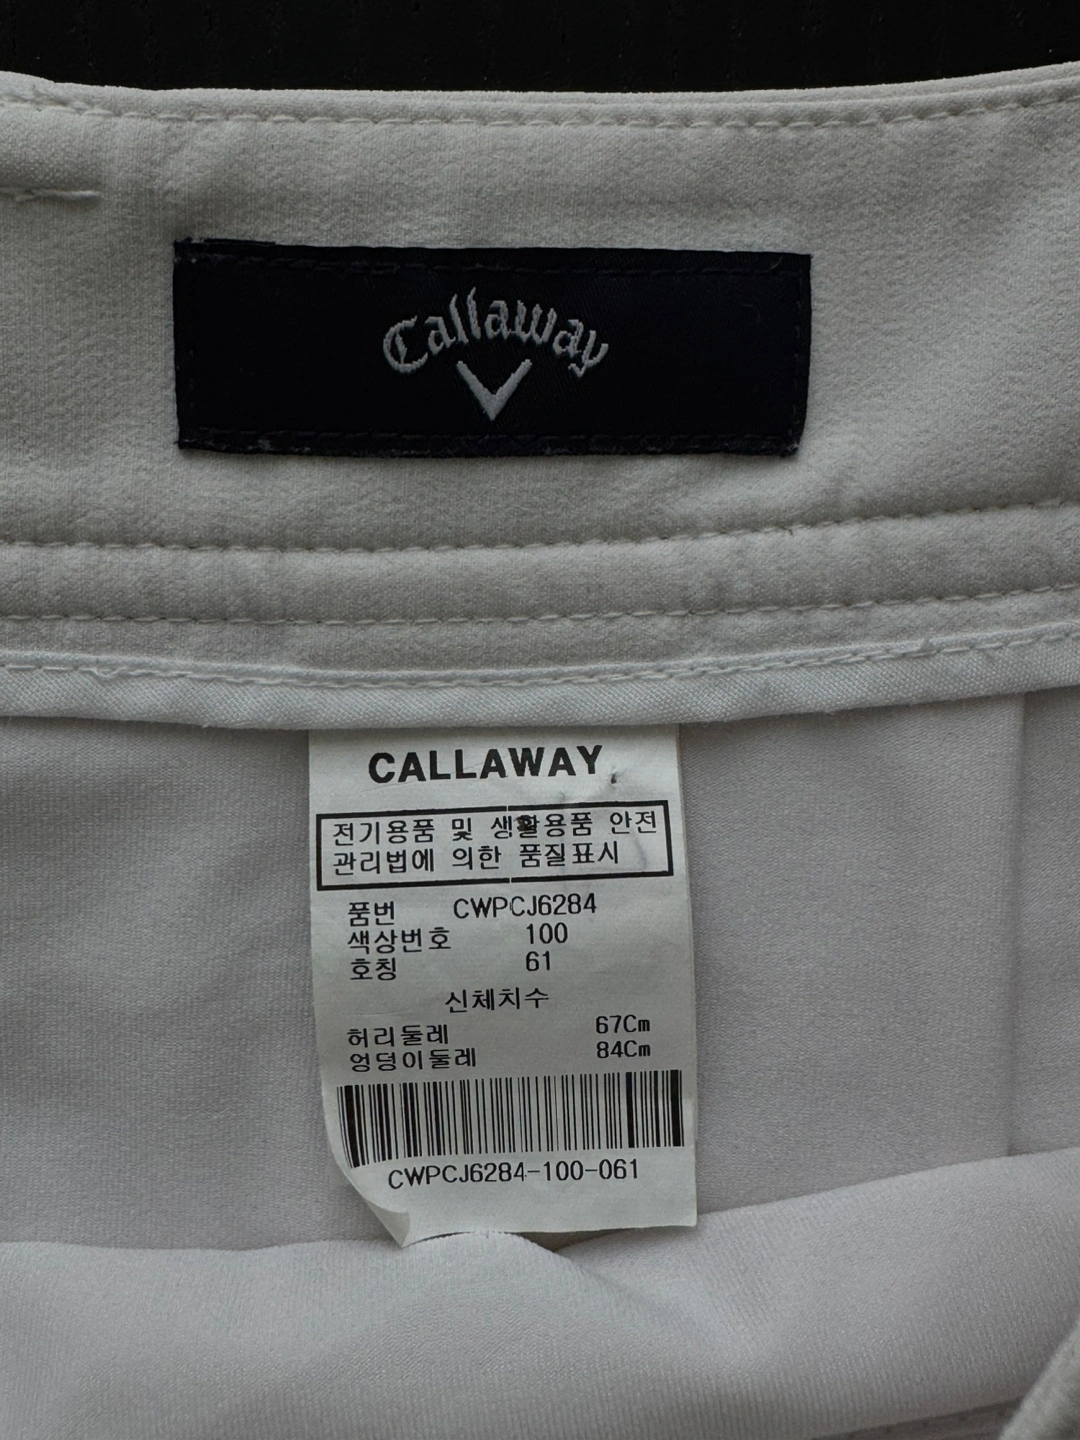 Callaway
CALLAWAY
전기용품 및 생활용품 안전
관리법에 의한 품질표시
품번 CWPCJ6284
색상번호 100
호칭 61
신체치수
허리둘레 67Cm
엉덩이둘레 84Cm
CWPCJ6284-100-061